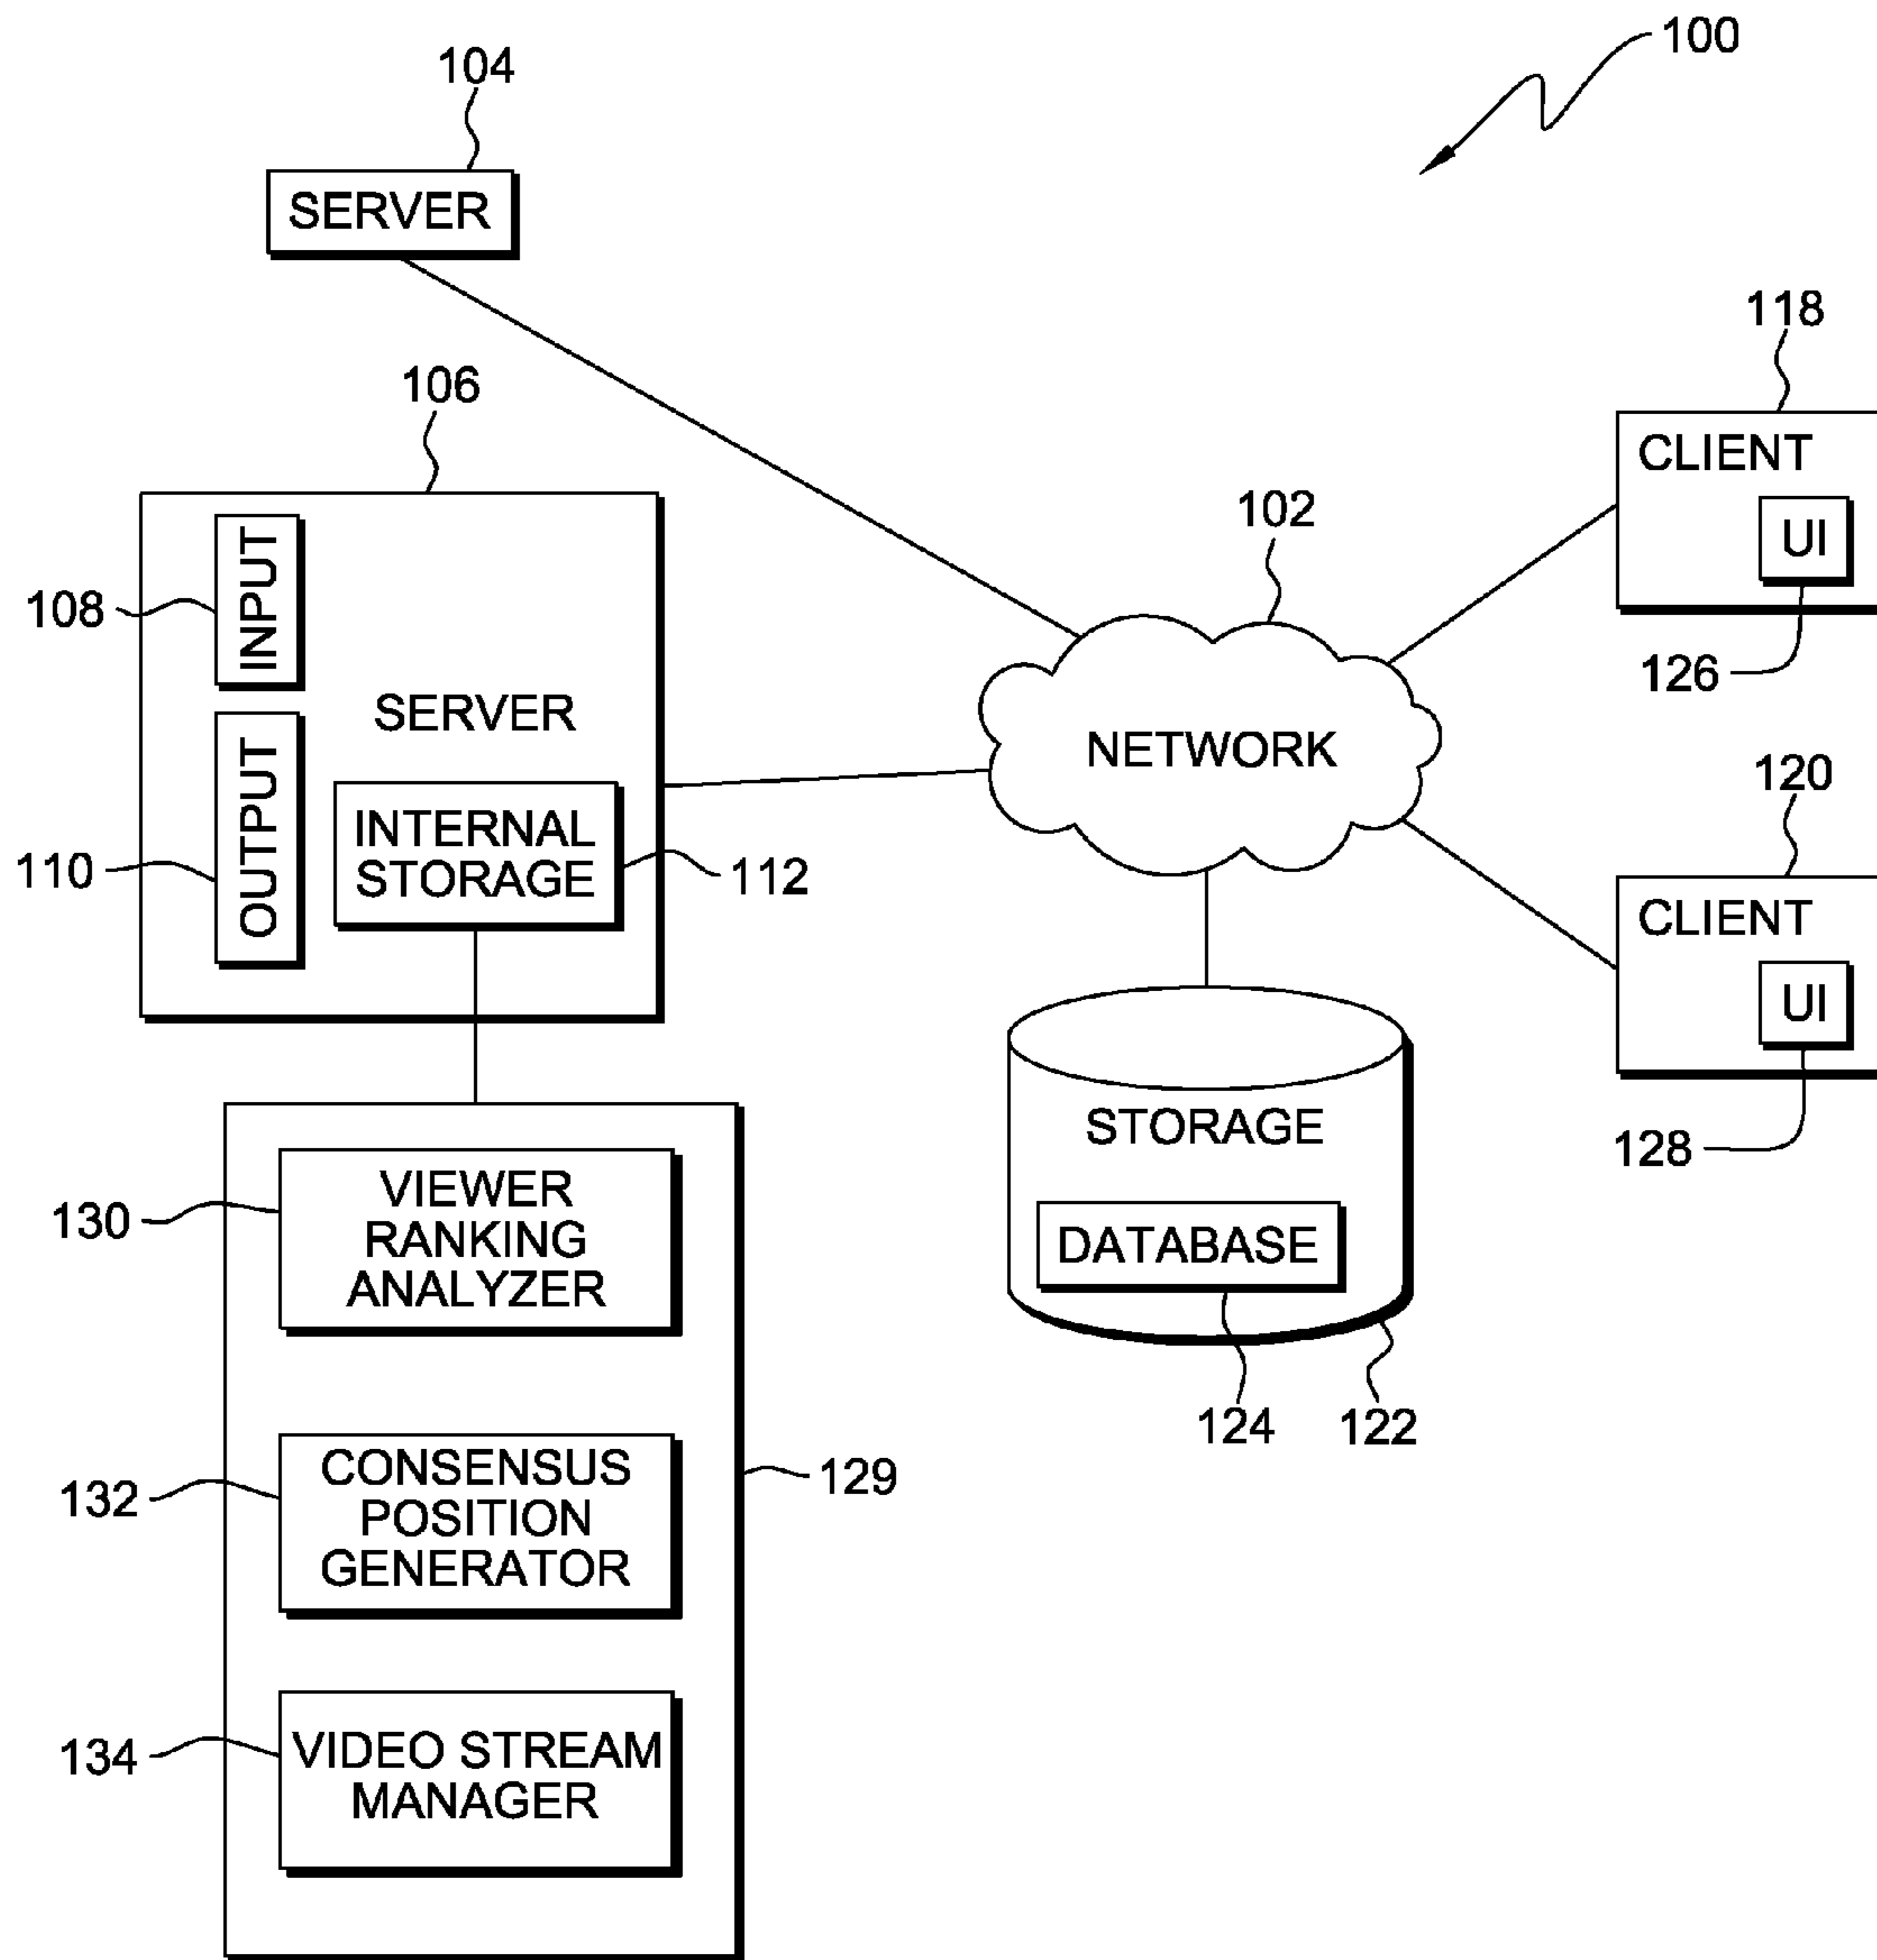 100
104
SERVER
118
106
CLIENT
102
UI
INPUT
108
126
SERVER
NETWORK
OUTPUT
120
INTERNAL
STORAGE
110
112
CLIENT
UI
STORAGE
128
VIEWER
RANKING
ANALYZER
130
DATABASE
124
122
CONSENSUS
POSITION
GENERATOR
132
129
VIDEO STREAM
MANAGER
134